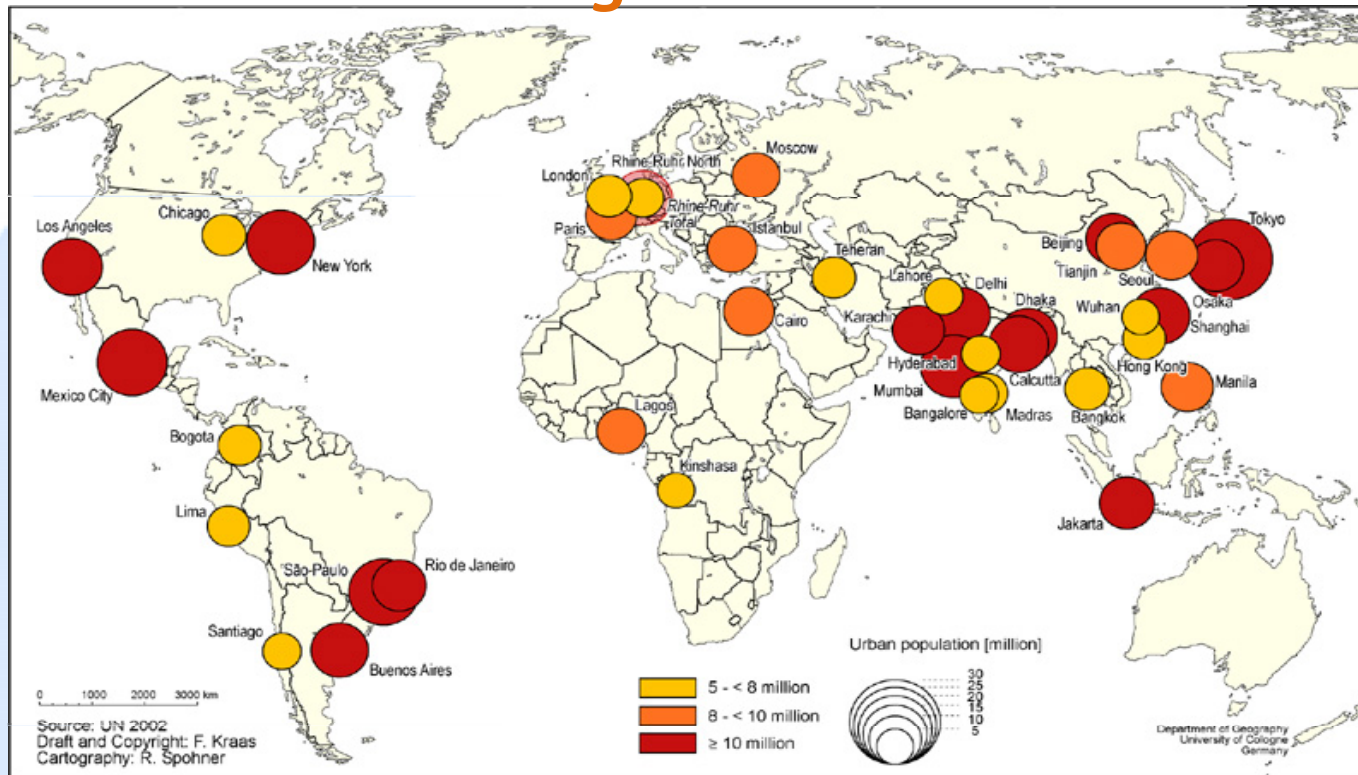 Rhine-Ruhr North
Moscow
London
Rhine-Ruhr
Total
Paris
Istanbul
Chicago
Los Angeles
New York
Teheran
Lahore
Delhi
Beijing
Tianjin
Seoul
Tokyo
Osaka
Wuhan
Shanghai
Karachi
Dhaka
Cairo
Hyderabad
Calcutta
Hong Kong
Mexico City
Mumbai
Bangalore
Madras
Bangkok
Manila
Lagos
Bogota
Kinshasa
Lima
Jakarta
São-Paulo
Rio de Janeiro
Santiago
Buenos Aires
Urban population [million]
30
25
20
15
10
5
5 - < 8 million
8 - < 10 million
≥ 10 million
0 1000 2000 3000 km
Source: UN 2002
Draft and Copyright: F. Kraas
Cartography: R. Spohner
Department of Geography
University of Cologne
Germany